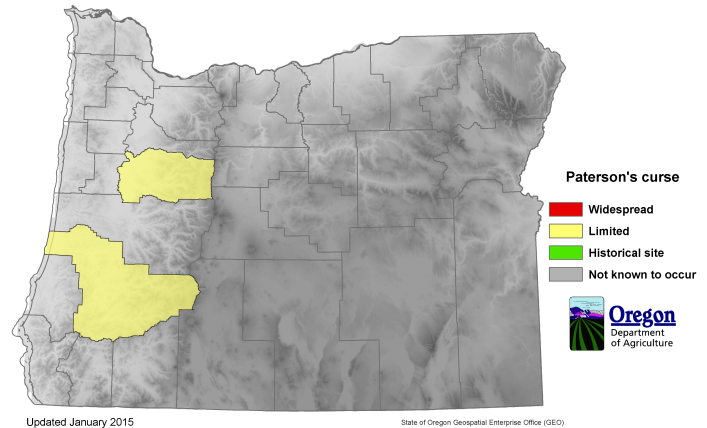 Paterson's curse
Widespread
Limited
Historical site
Not known to occur
Oregon
Department
of Agriculture
Updated January 2015
State of Oregon Geospatial Enterprise Office (GEO)